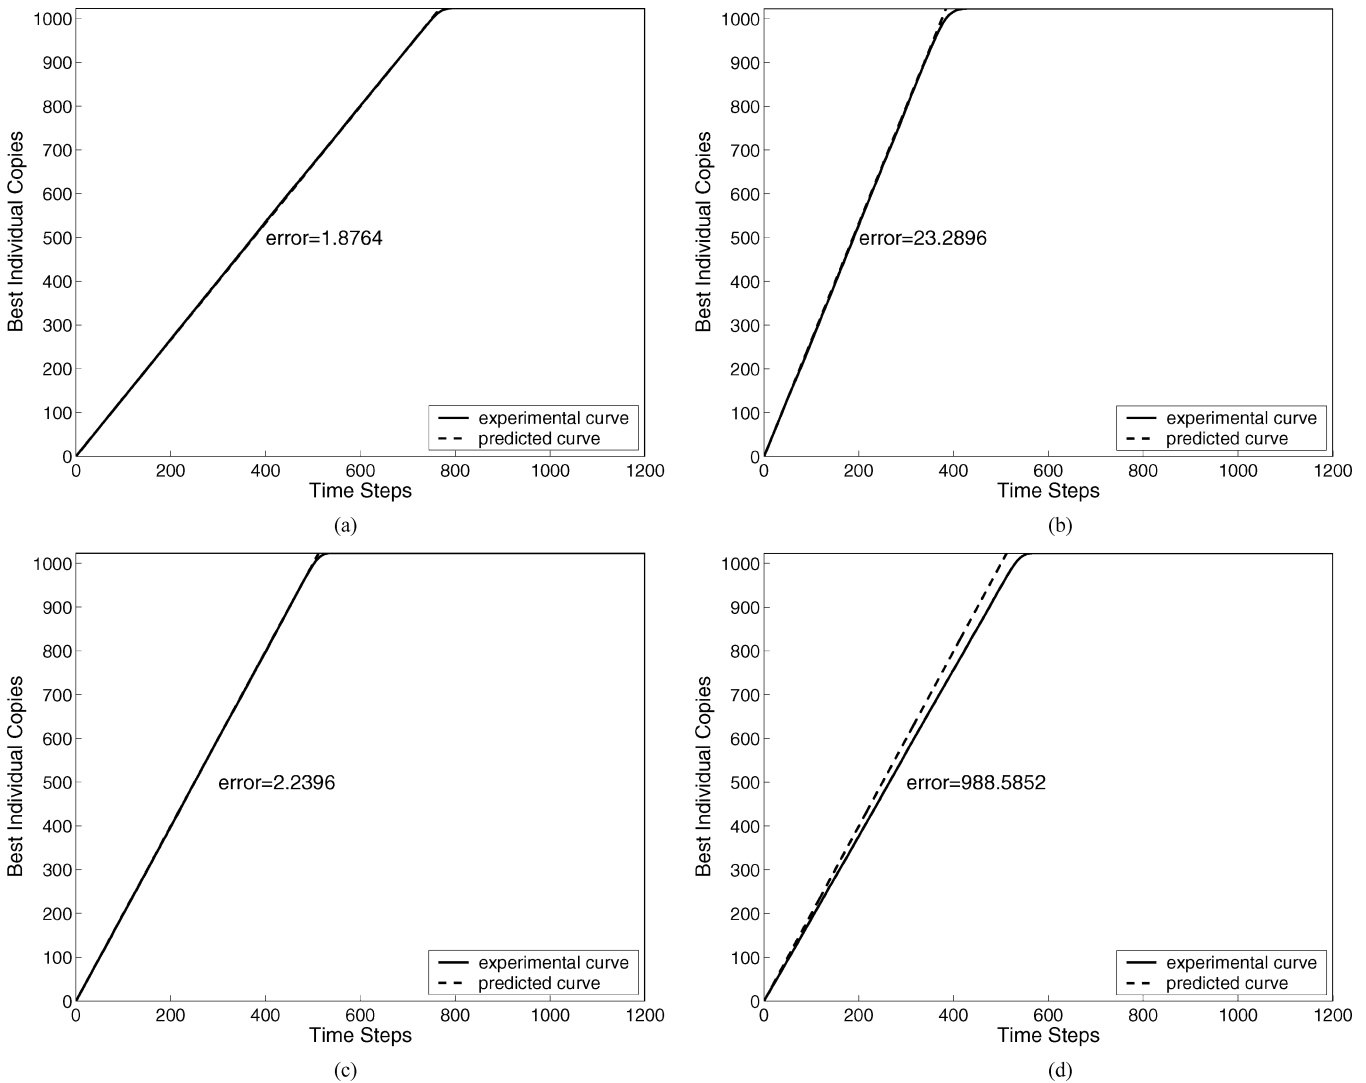 1000
900
800
700
600
500
400
300
200
100
0
Best Individual Copies
error=1.8764
experimental curve
predicted curve
0 200 400 600 800 1000 1200
Time Steps
(a)
1000
900
800
700
600
500
400
300
200
100
0
Best Individual Copies
error=23.2896
experimental curve
predicted curve
0 200 400 600 800 1000 1200
Time Steps
(b)
1000
900
800
700
600
500
400
300
200
100
0
Best Individual Copies
error=2.2396
experimental curve
predicted curve
0 200 400 600 800 1000 1200
Time Steps
(c)
1000
900
800
700
600
500
400
300
200
100
0
Best Individual Copies
error=988.5852
experimental curve
predicted curve
0 200 400 600 800 1000 1200
Time Steps
(d)